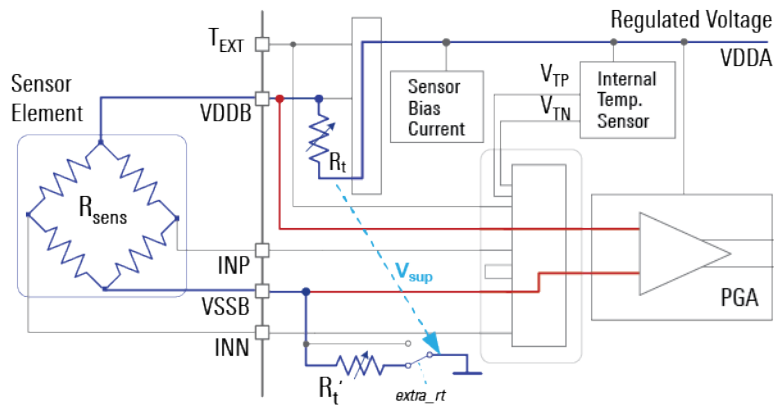 Regulated Voltage
VDDA
T_EXT
Sensor
Element
VDDB
Sensor
Bias
Current
V_TP
V_TN
Internal
Temp.
Sensor
R_t
R_sens
INP
V_sup
VSSB
PGA
INN
R_t'
extra_rt